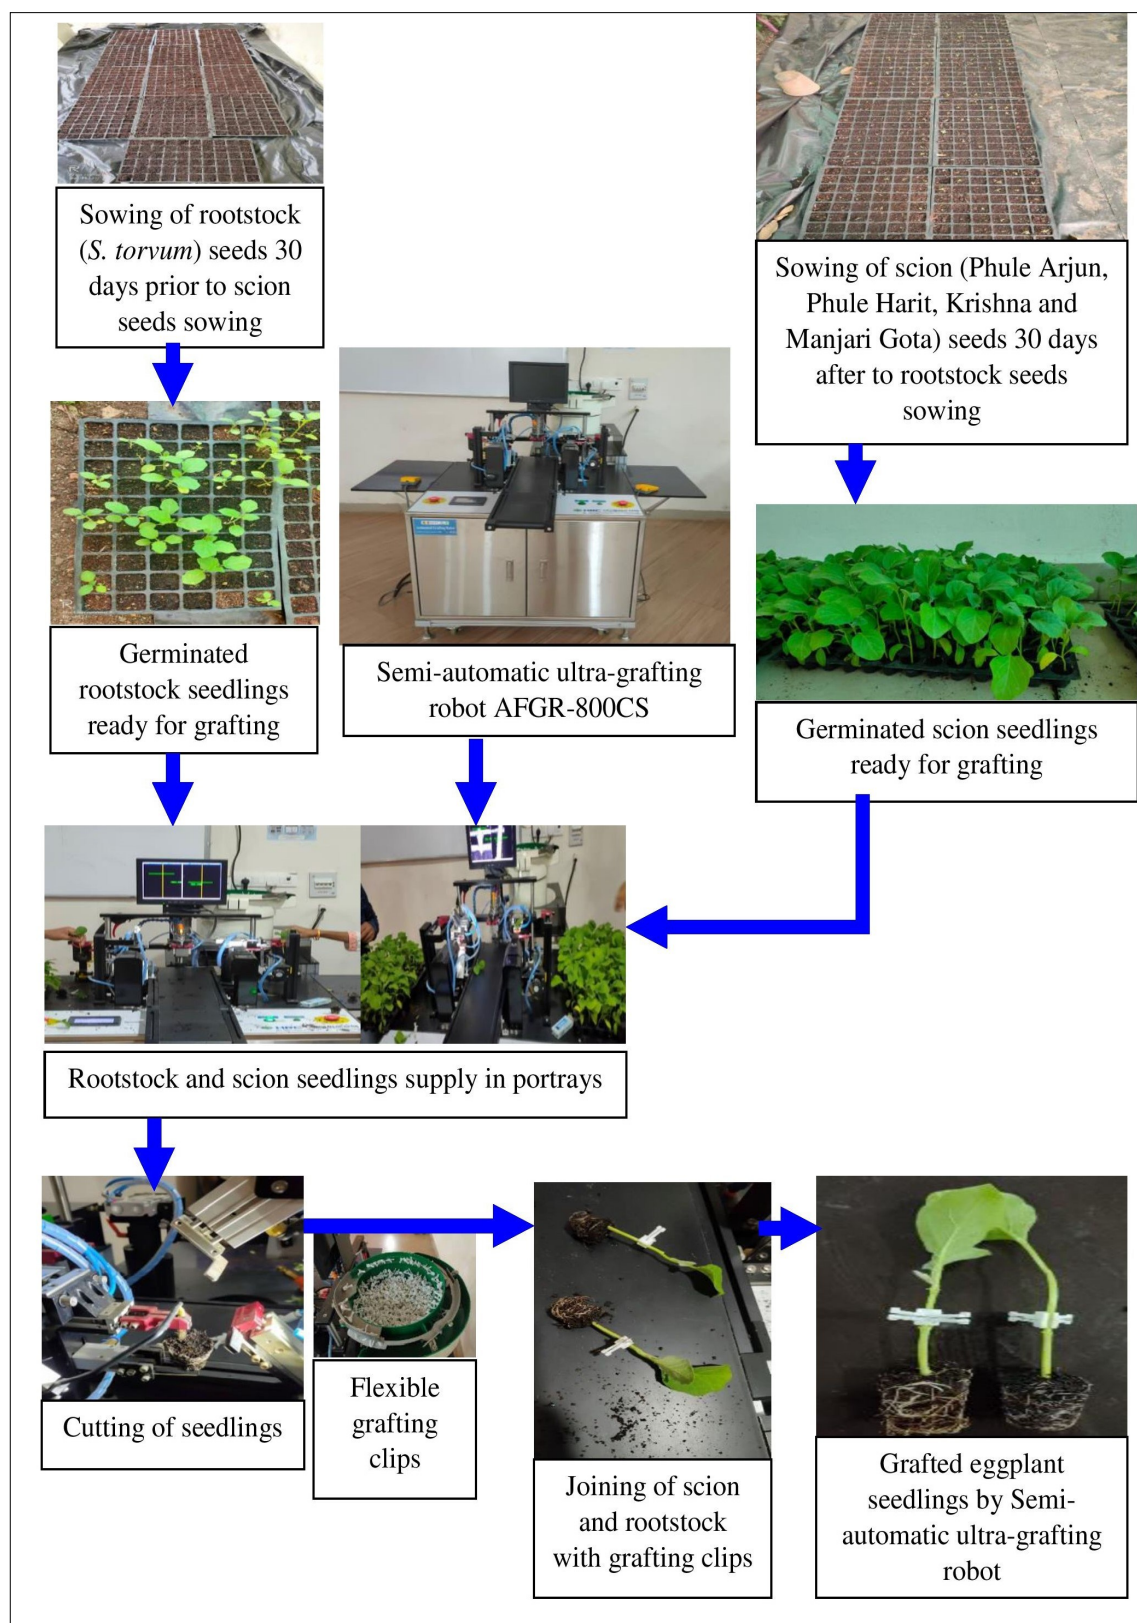 Sowing of rootstock
(S. torvum) seeds 30
days prior to scion
seeds sowing
Sowing of scion (Phule Arjun,
Phule Harit, Krishna and
Manjari Gota) seeds 30 days
after to rootstock seeds
sowing
Germinated
rootstock seedlings
ready for grafting
Semi-automatic ultra-grafting
robot AFGR-800CS
Germinated scion seedlings
ready for grafting
Rootstock and scion seedlings supply in portrays
Cutting of seedlings
Flexible
grafting
clips
Joining of scion
and rootstock
with grafting clips
Grafted eggplant
seedlings by Semi-
automatic ultra-grafting
robot